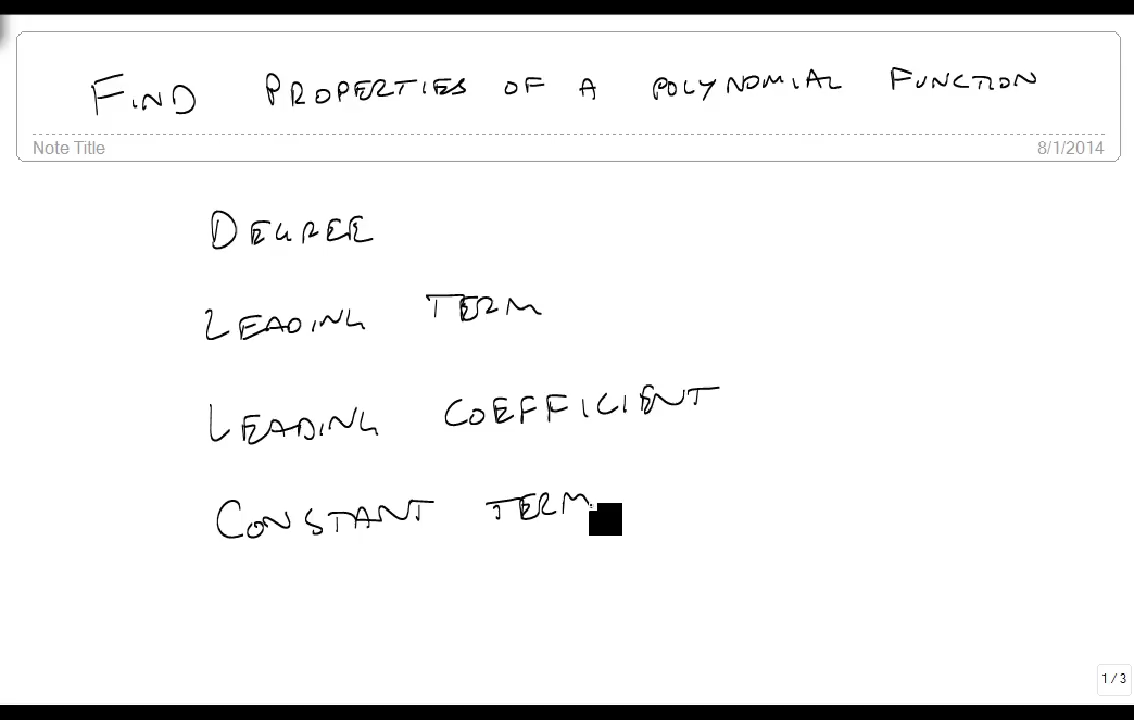 FIND PROPERTIES OF A POLYNOMIAL FUNCTION
Note Title 8/1/2014
DEGREE
LEADING TERM
LEADING COEFFICIENT
CONSTANT TERM
1 / 3